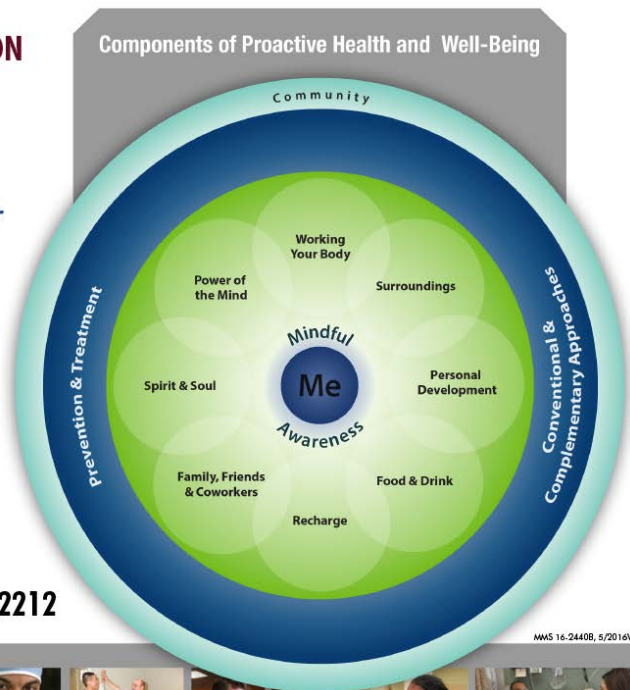 ON
Components of Proactive Health and Well-Being
Community
Working
Your Body
Power of
the Mind
Surroundings
Prevention & Treatment
Conventional &
Complementary Approaches
Mindful
Me
Awareness
Spirit & Soul
Personal
Development
Family, Friends
& Coworkers
Food & Drink
Recharge
2212
MMS 16-2440B, 5/2016